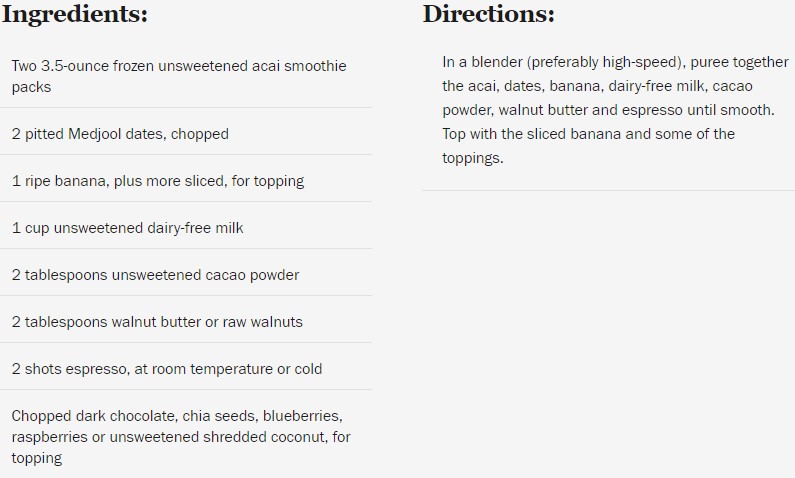 Ingredients:
Two 3.5-ounce frozen unsweetened acai smoothie
packs
2 pitted Medjool dates, chopped
1 ripe banana, plus more sliced, for topping
1 cup unsweetened dairy-free milk
2 tablespoons unsweetened cacao powder
2 tablespoons walnut butter or raw walnuts
2 shots espresso, at room temperature or cold
Chopped dark chocolate, chia seeds, blueberries,
raspberries or unsweetened shredded coconut, for
topping
Directions:
In a blender (preferably high-speed), puree together
the acai, dates, banana, dairy-free milk, cacao
powder, walnut butter and espresso until smooth.
Top with the sliced banana and some of the
toppings.